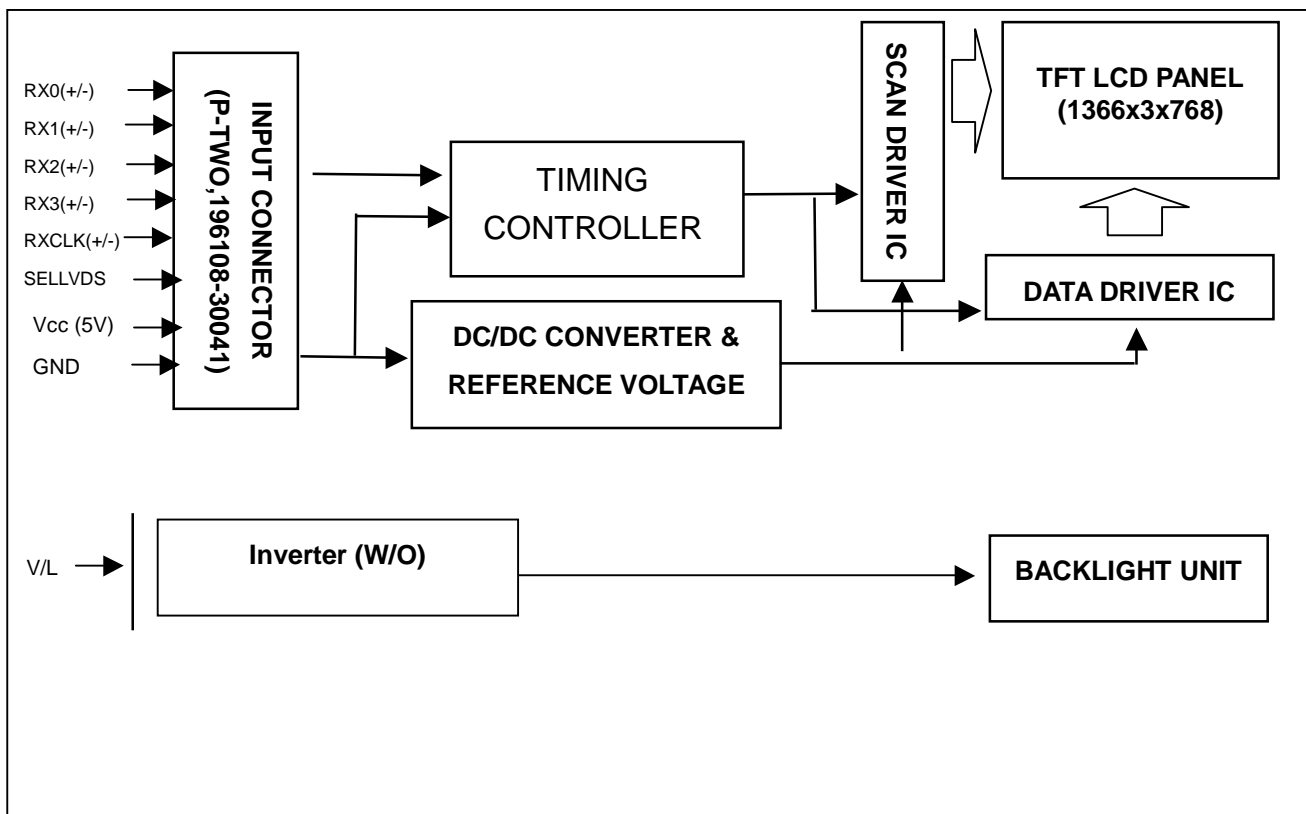 RX0(+/-)
RX1(+/-)
RX2(+/-)
RX3(+/-)
RXCLK(+/-)
SELLVDS
Vcc (5V)
GND
INPUT CONNECTOR
(P-TWO,196108-30041)
TIMING
CONTROLLER
DC/DC CONVERTER &
REFERENCE VOLTAGE
SCAN DRIVER IC
TFT LCD PANEL
(1366x3x768)
DATA DRIVER IC
V/L
Inverter (W/O)
BACKLIGHT UNIT